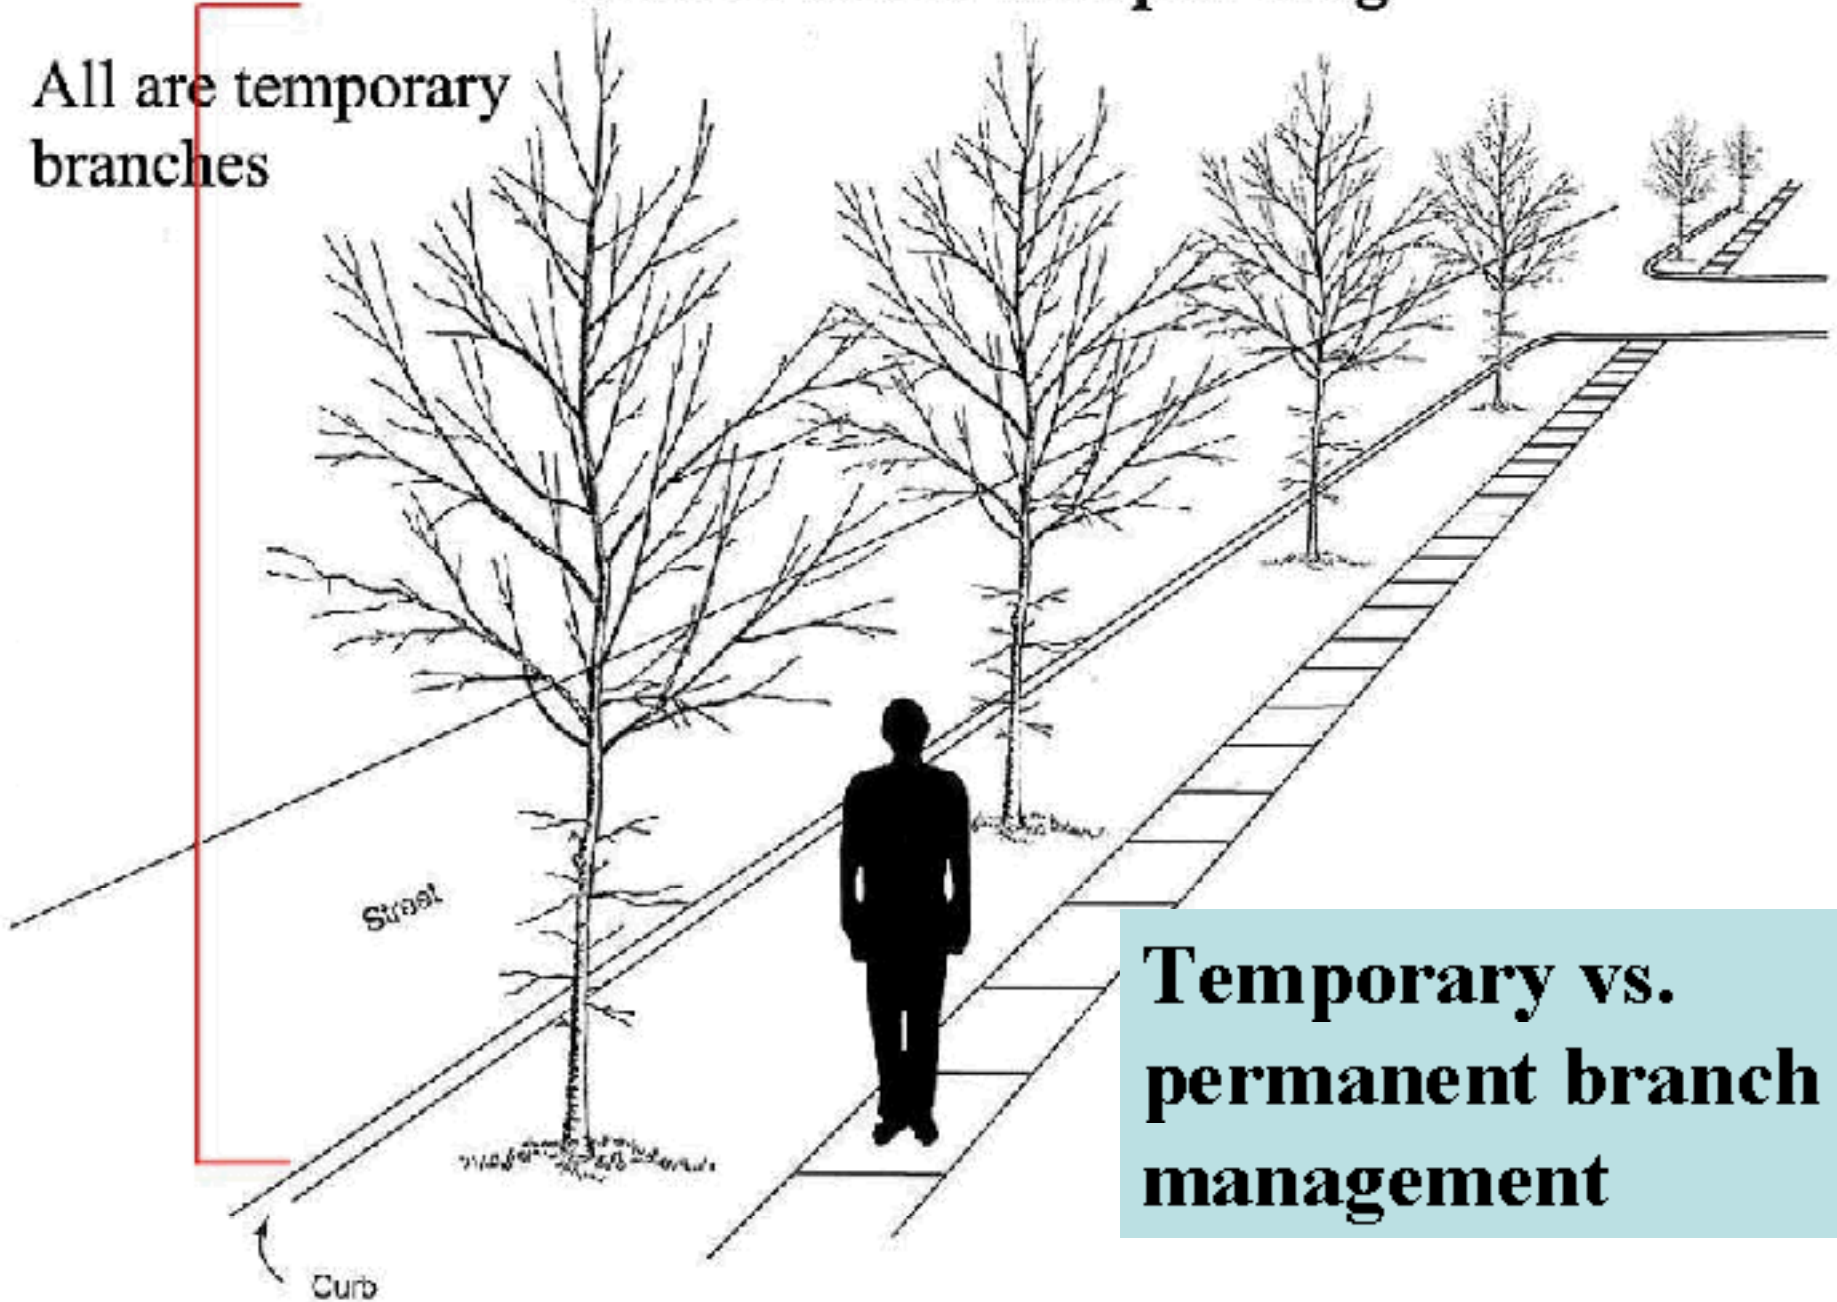 All are temporary
branches
Street
Curb
Temporary vs.
permanent branch
management